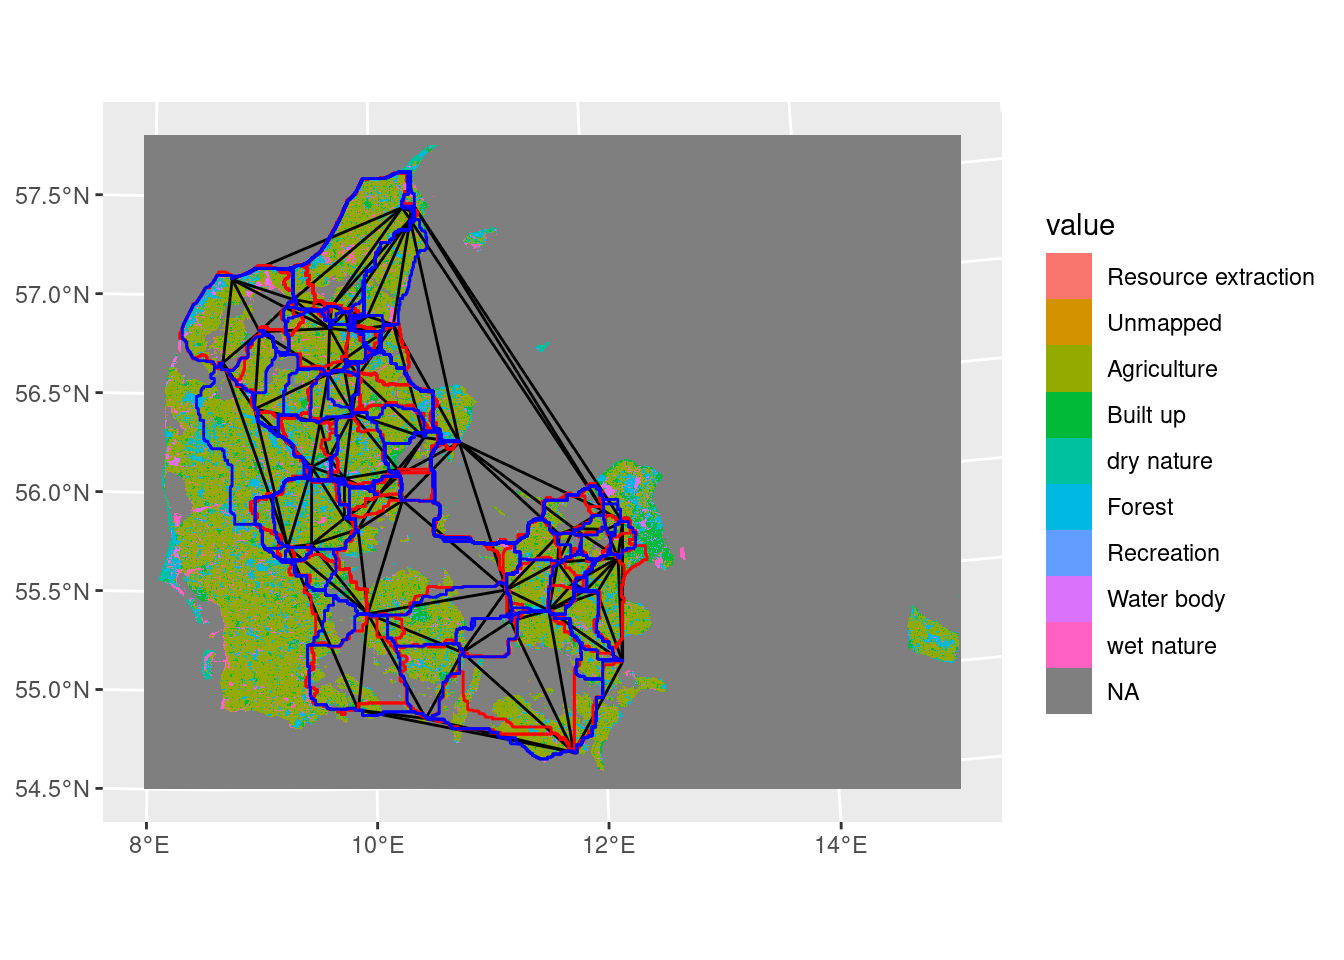 57.5°N
57.0°N
56.5°N
56.0°N
55.5°N
55.0°N
54.5°N
8°E
10°E
12°E
14°E
value
Resource extraction
Unmapped
Agriculture
Built up
dry nature
Forest
Recreation
Water body
wet nature
NA